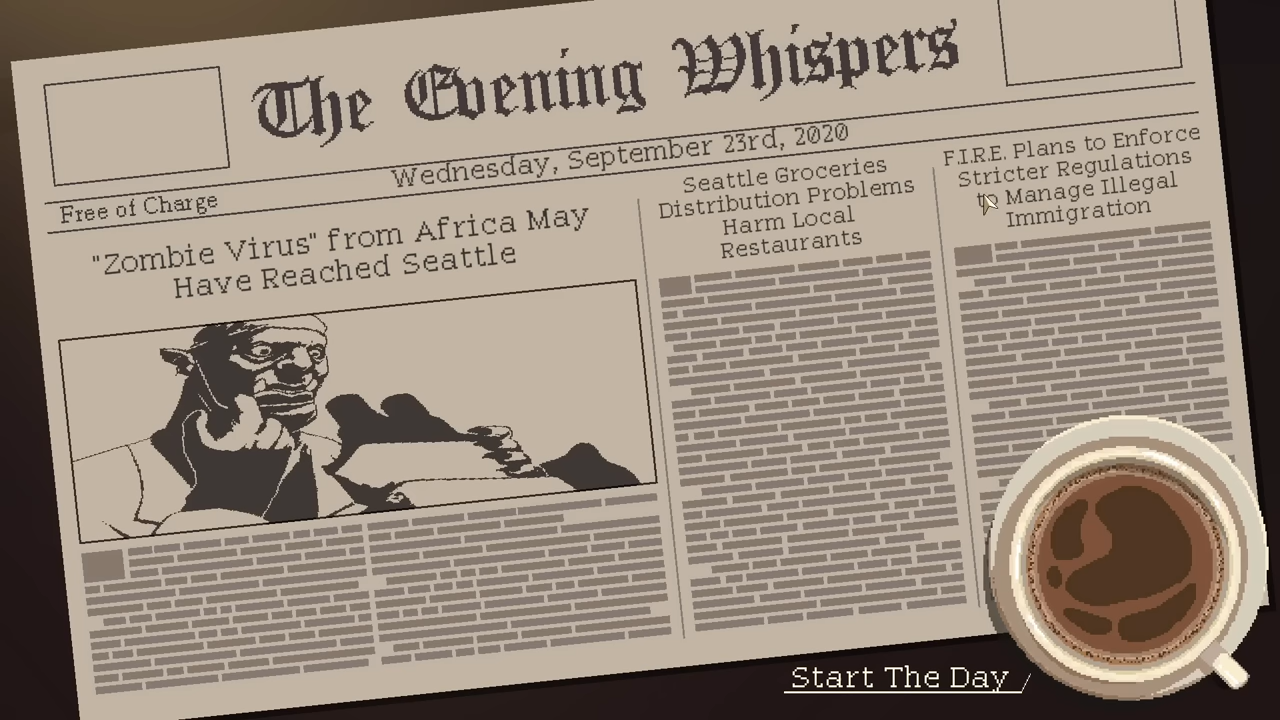 The Evening Whispers
Wednesday, September 23rd, 2020
Free of Charge
"Zombie Virus" from Africa May
Have Reached Seattle
Seattle Groceries
Distribution Problems
Harm Local
Restaurants
F.I.R.E. Plans to Enforce
Stricter Regulations
to Manage Illegal
Immigration
Start The Day